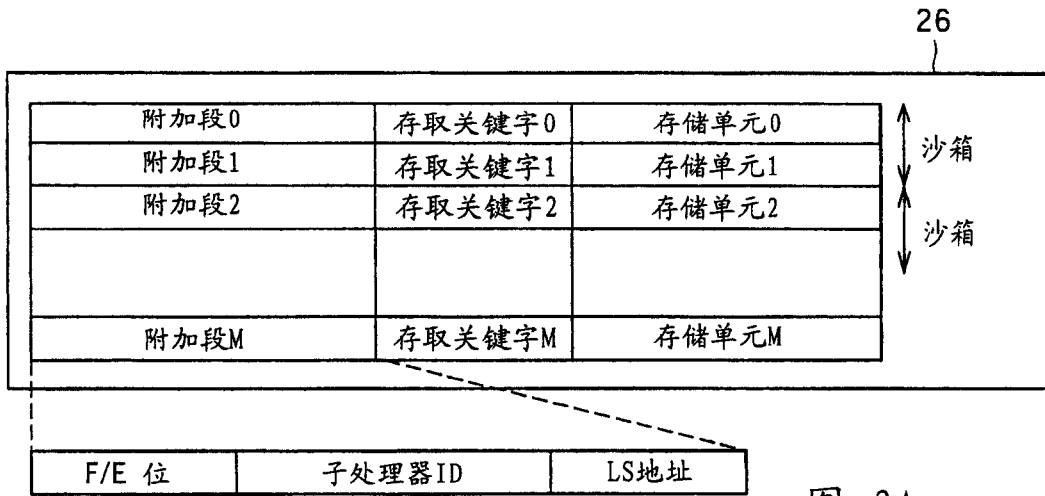 26
附加段0 存取关键字0 存储单元0
沙箱
附加段1 存取关键字1 存储单元1
附加段2 存取关键字2 存储单元2
沙箱
附加段M 存取关键字M 存储单元M
F/E 位 子处理器ID LS地址